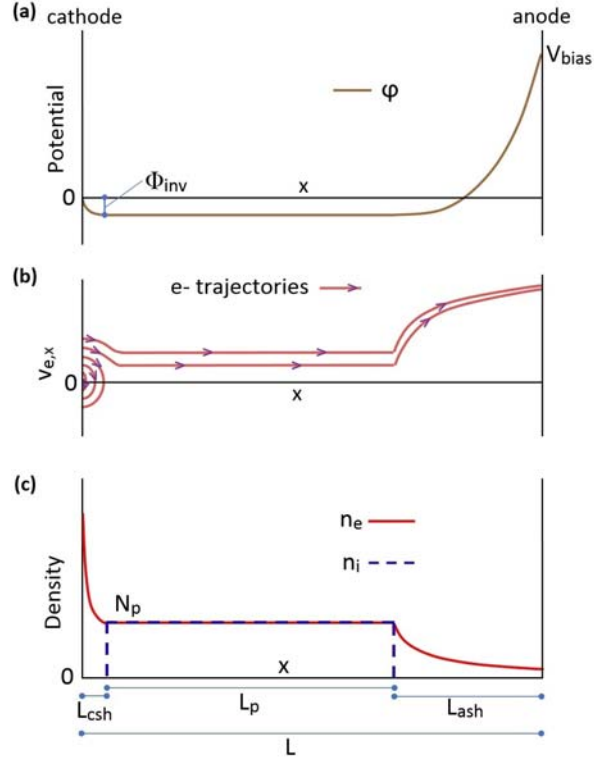 (a) cathode anode
V_bias
Potential
φ
Φ_inv
x
0
(b)
e- trajectories
v_e,x
0
x
(c)
n_e
n_i
Density
N_p
x
0
L_csh L_p L_ash
L